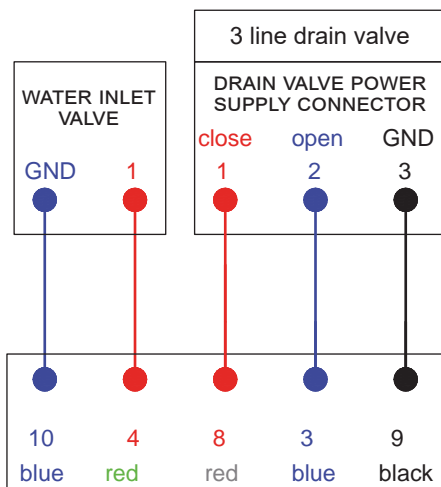 3 line drain valve
WATER INLET
VALVE
DRAIN VALVE POWER
SUPPLY CONNECTOR
close open GND
GND 1 1 2 3
10 4 8 3 9
blue red red blue black